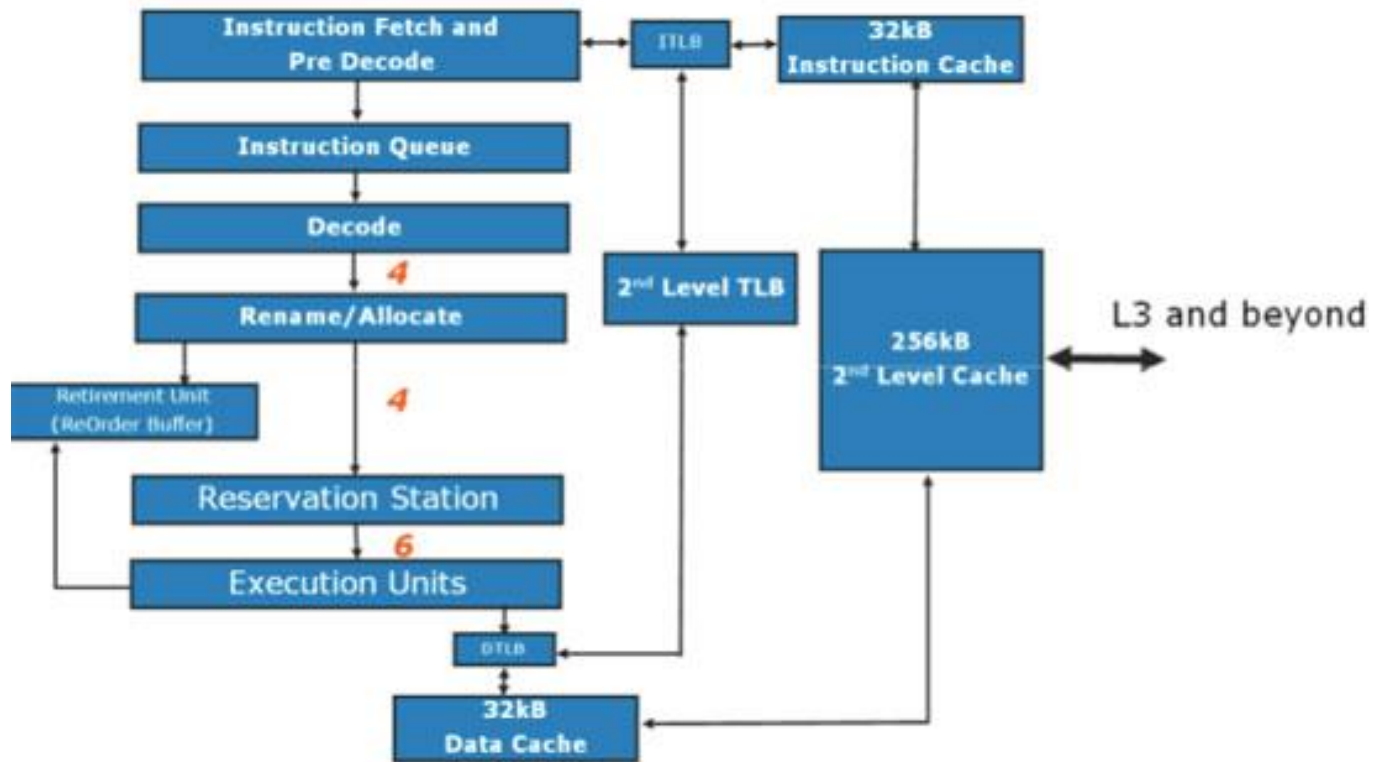 Instruction Fetch and
Pre Decode
ITLB
32kB
Instruction Cache
Instruction Queue
Decode
4
2nd Level TLB
Rename/Allocate
256kB
2nd Level Cache
L3 and beyond
Retirement Unit
(ReOrder Buffer)
4
Reservation Station
6
Execution Units
DTLB
32kB
Data Cache